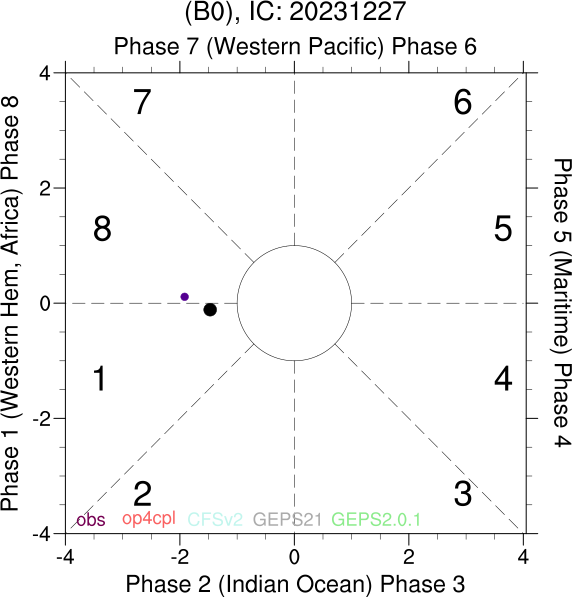 (B0), IC: 20231227
Phase 7 (Western Pacific) Phase 6
4
7
6
2
8
5
0
1
4
-2
2
3
-4
obs op4cpl CFSv2 GEPS21 GEPS2.0.1
-4 -2 0 2 4
Phase 2 (Indian Ocean) Phase 3
Phase 1 (Western Hem, Africa) Phase 8
Phase 5 (Maritime) Phase 4